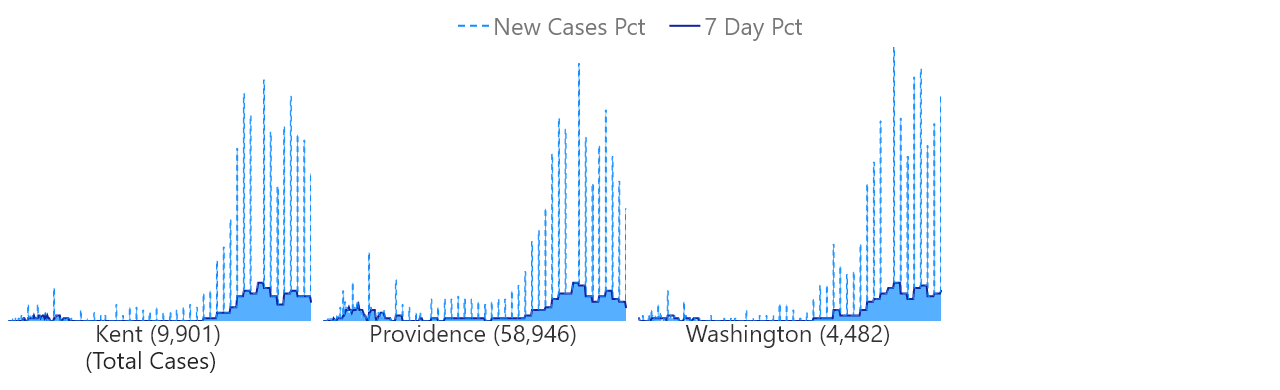 New Cases Pct 7 Day Pct
Kent (9,901) Providence (58,946) Washington (4,482)
(Total Cases)